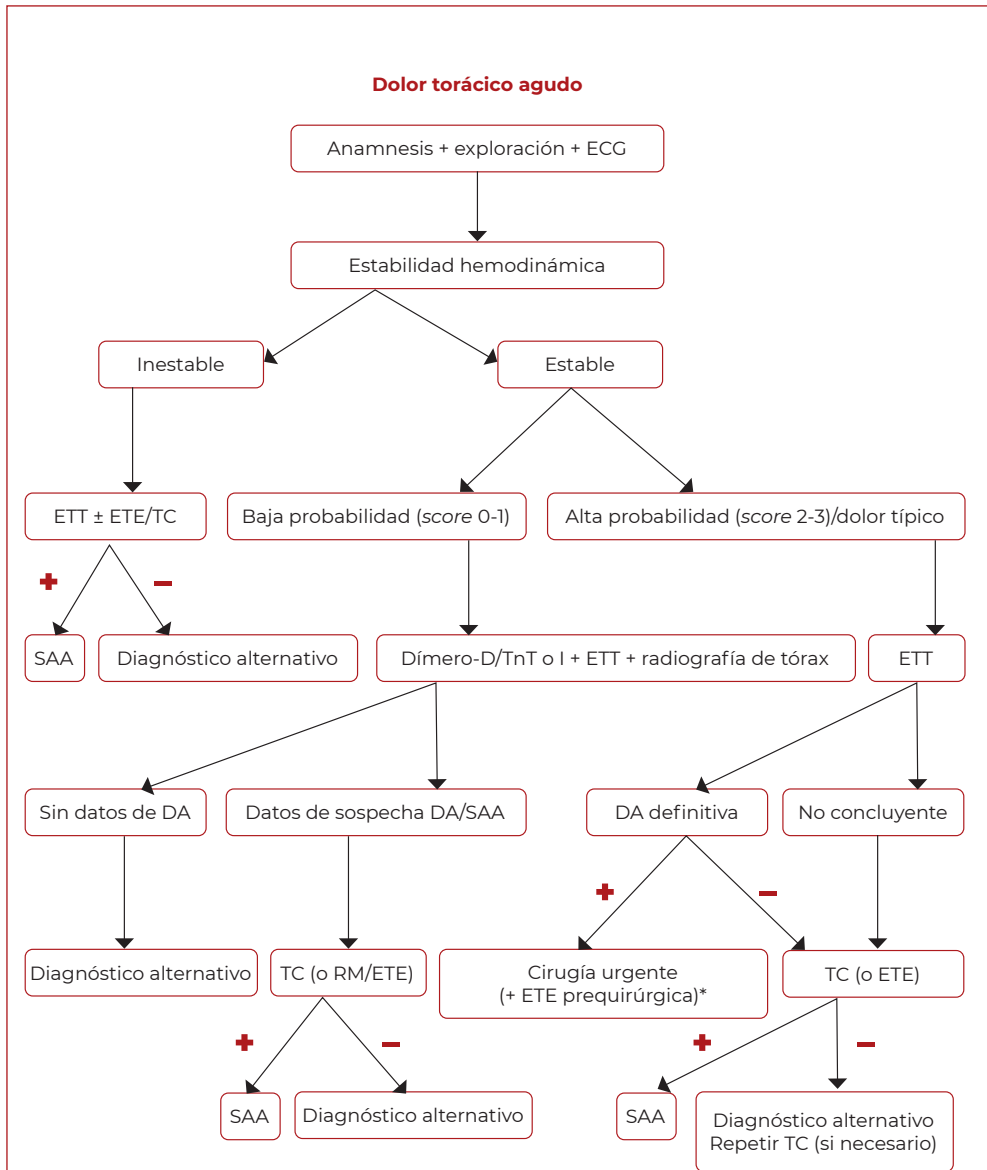 Dolor torácico agudo
Anamnesis + exploración + ECG
Estabilidad hemodinámica
Inestable
Estable
ETT ± ETE/TC
Baja probabilidad (score 0-1)
Alta probabilidad (score 2-3)/dolor típico
+
−
SAA
Diagnóstico alternativo
Dímero-D/TnT o I + ETT + radiografía de tórax
ETT
Sin datos de DA
Datos de sospecha DA/SAA
DA definitiva
No concluyente
+
−
Diagnóstico alternativo
TC (o RM/ETE)
Cirugía urgente
(+ ETE prequirúrgica)*
TC (o ETE)
+
−
+
−
SAA
Diagnóstico alternativo
SAA
Diagnóstico alternativo
Repetir TC (si necesario)